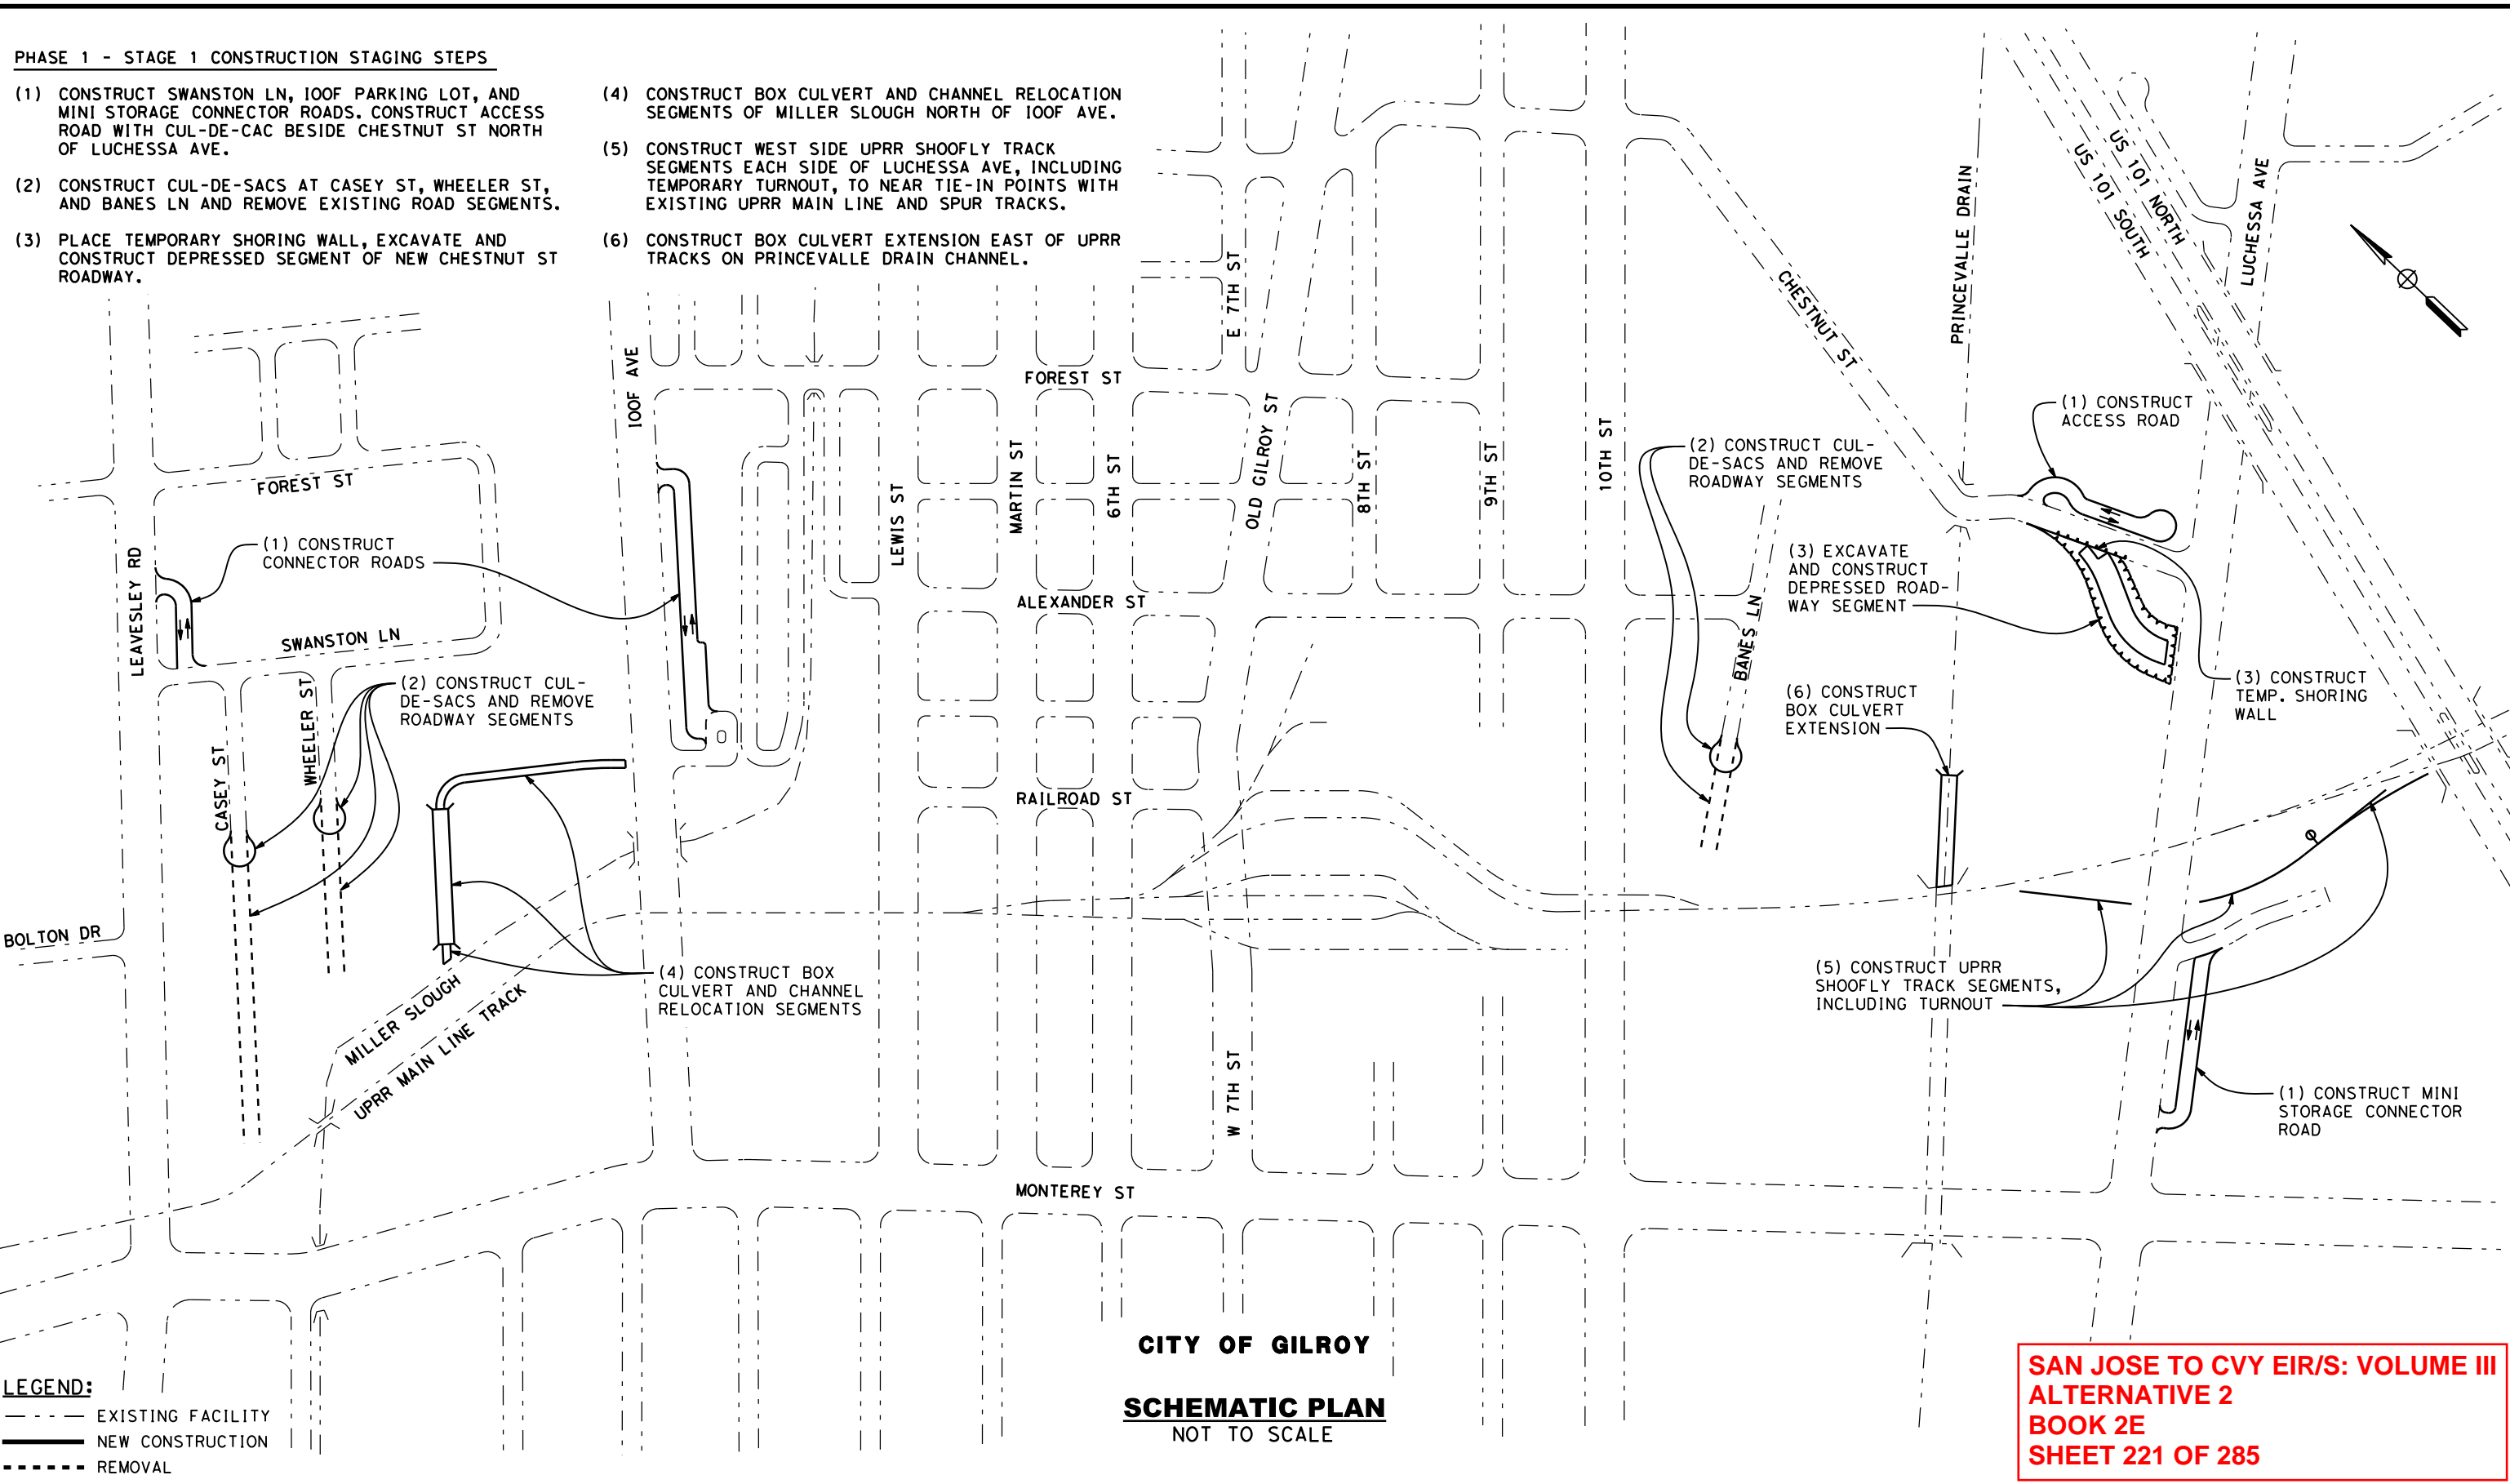 PHASE 1 - STAGE 1 CONSTRUCTION STAGING STEPS
(1) CONSTRUCT SWANSTON LN, IOOF PARKING LOT, AND
MINI STORAGE CONNECTOR ROADS. CONSTRUCT ACCESS
ROAD WITH CUL-DE-CAC BESIDE CHESTNUT ST NORTH
OF LUCHESSA AVE.
(2) CONSTRUCT CUL-DE-SACS AT CASEY ST, WHEELER ST,
AND BANES LN AND REMOVE EXISTING ROAD SEGMENTS.
(3) PLACE TEMPORARY SHORING WALL, EXCAVATE AND
CONSTRUCT DEPRESSED SEGMENT OF NEW CHESTNUT ST
ROADWAY.
(4) CONSTRUCT BOX CULVERT AND CHANNEL RELOCATION
SEGMENTS OF MILLER SLOUGH NORTH OF IOOF AVE.
(5) CONSTRUCT WEST SIDE UPRR SHOOFLY TRACK
SEGMENTS EACH SIDE OF LUCHESSA AVE, INCLUDING
TEMPORARY TURNOUT, TO NEAR TIE-IN POINTS WITH
EXISTING UPRR MAIN LINE AND SPUR TRACKS.
(6) CONSTRUCT BOX CULVERT EXTENSION EAST OF UPRR
TRACKS ON PRINCEVALLE DRAIN CHANNEL.
US 101 NORTH
US 101 SOUTH
LUCHESSA AVE
PRINCEVALLE DRAIN
CHESTNUT ST
E 7TH ST
IOOF AVE
FOREST ST
(1) CONSTRUCT
ACCESS ROAD
FOREST ST
OLD GILROY ST
LEWIS ST
MARTIN ST
6TH ST
8TH ST
9TH ST
10TH ST
(2) CONSTRUCT CUL-
DE-SACS AND REMOVE
ROADWAY SEGMENTS
(1) CONSTRUCT
CONNECTOR ROADS
(3) EXCAVATE
AND CONSTRUCT
DEPRESSED ROAD-
WAY SEGMENT
LEAVESLEY RD
ALEXANDER ST
SWANSTON LN
BANES LN
(3) CONSTRUCT
TEMP. SHORING
WALL
(2) CONSTRUCT CUL-
DE-SACS AND REMOVE
ROADWAY SEGMENTS
WHEELER ST
CASEY ST
(6) CONSTRUCT
BOX CULVERT
EXTENSION
RAILROAD ST
BOLTON DR
(4) CONSTRUCT BOX
CULVERT AND CHANNEL
RELOCATION SEGMENTS
(5) CONSTRUCT UPRR
SHOOFLY TRACK SEGMENTS,
INCLUDING TURNOUT
MILLER SLOUGH
UPRR MAIN LINE TRACK
W 7TH ST
(1) CONSTRUCT MINI
STORAGE CONNECTOR
ROAD
MONTEREY ST
CITY OF GILROY
SCHEMATIC PLAN
NOT TO SCALE
LEGEND:
EXISTING FACILITY
NEW CONSTRUCTION
REMOVAL
SAN JOSE TO CVY EIR/S: VOLUME III
ALTERNATIVE 2
BOOK 2E
SHEET 221 OF 285